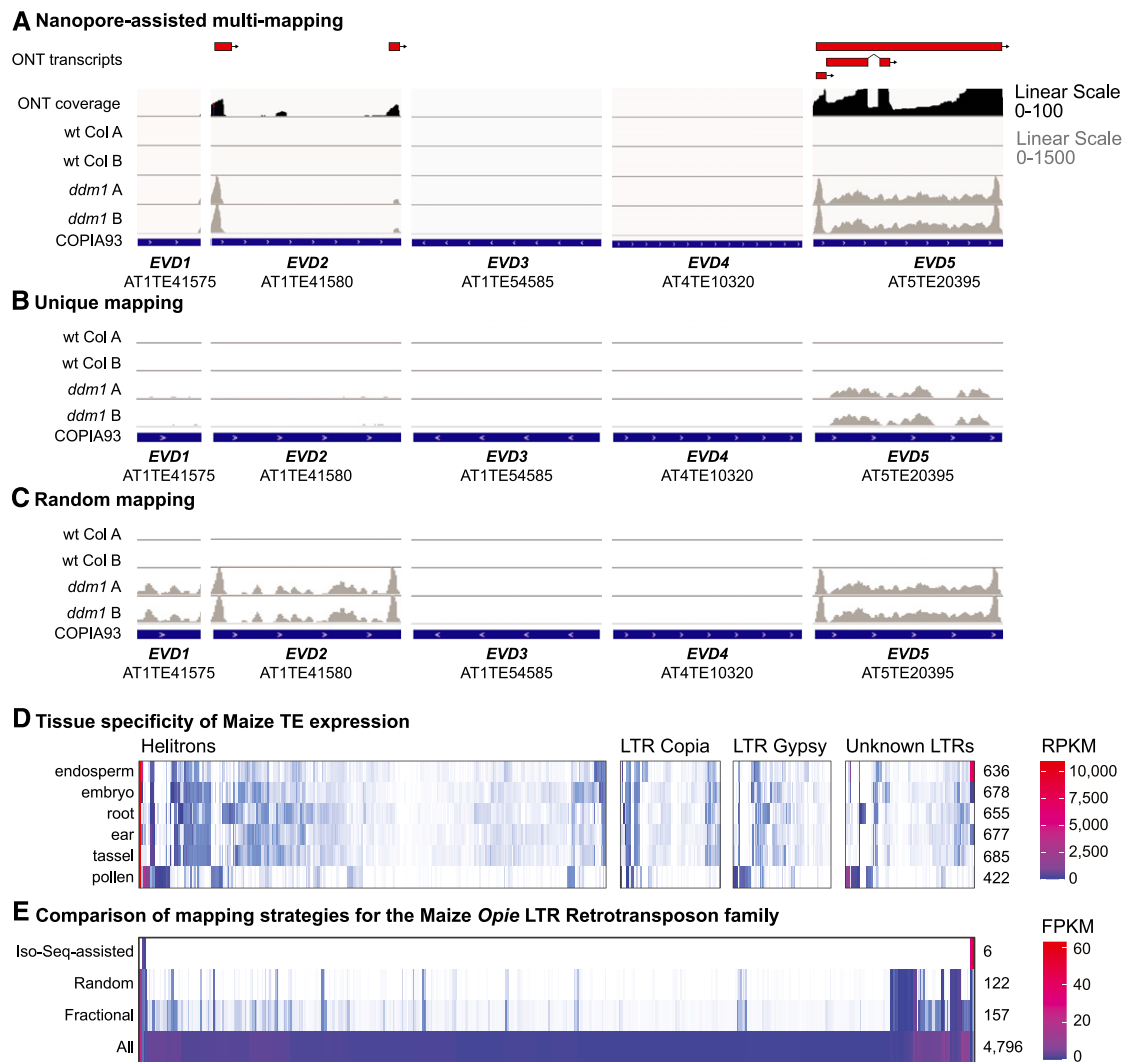 A Nanopore-assisted multi-mapping
ONT transcripts
ONT coverage
Linear Scale
0-100
wt Col A
Linear Scale
0-1500
wt Col B
ddm1 A
ddm1 B
COPIA93
EVD1 EVD2 EVD3 EVD4 EVD5
AT1TE41575 AT1TE41580 AT1TE54585 AT4TE10320 AT5TE20395
B Unique mapping
wt Col A
wt Col B
ddm1 A
ddm1 B
COPIA93
EVD1 EVD2 EVD3 EVD4 EVD5
AT1TE41575 AT1TE41580 AT1TE54585 AT4TE10320 AT5TE20395
C Random mapping
wt Col A
wt Col B
ddm1 A
ddm1 B
COPIA93
EVD1 EVD2 EVD3 EVD4 EVD5
AT1TE41575 AT1TE41580 AT1TE54585 AT4TE10320 AT5TE20395
D Tissue specificity of Maize TE expression
Helitrons LTR Copia LTR Gypsy Unknown LTRs RPKM
endosperm 636 10,000
embryo 678 7,500
root 655 5,000
ear 677 2,500
tassel 685
pollen 422 0
E Comparison of mapping strategies for the Maize Opie LTR Retrotransposon family
FPKM
Iso-Seq-assisted 6 60
Random 122 40
Fractional 157 20
All 4,796 0